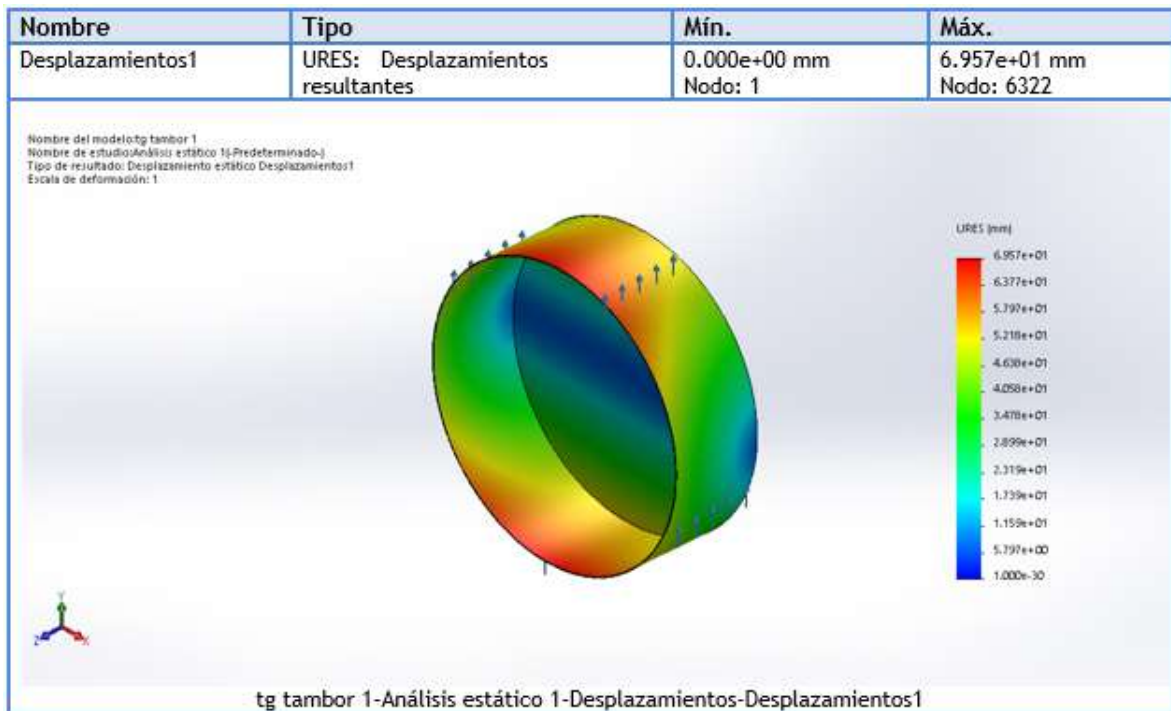 Nombre Tipo Mín. Máx.
Desplazamientos1 URES: Desplazamientos resultantes 0.000e+00 mm Nodo: 1 6.957e+01 mm Nodo: 6322
Nombre del modelo:tg tambor 1
Nombre de estudio:Análisis estático 1(-Predeterminado-)
Tipo de resultado: Desplazamiento estático Desplazamientos1
Escala de deformación: 1
URES (mm)
6.957e+01
6.377e+01
5.797e+01
5.218e+01
4.638e+01
4.058e+01
3.478e+01
2.899e+01
2.319e+01
1.739e+01
1.159e+01
5.797e+00
1.000e-30
Y
Z
X
tg tambor 1-Análisis estático 1-Desplazamientos-Desplazamientos1